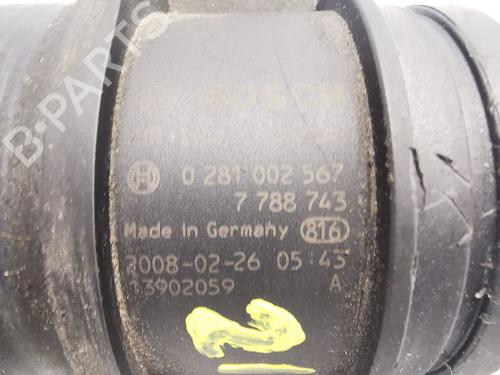 BOSCH
0 281 002 567
7 788 743
Made in Germany 816
2008-02-26 05:45
13902059 A
B-Parts